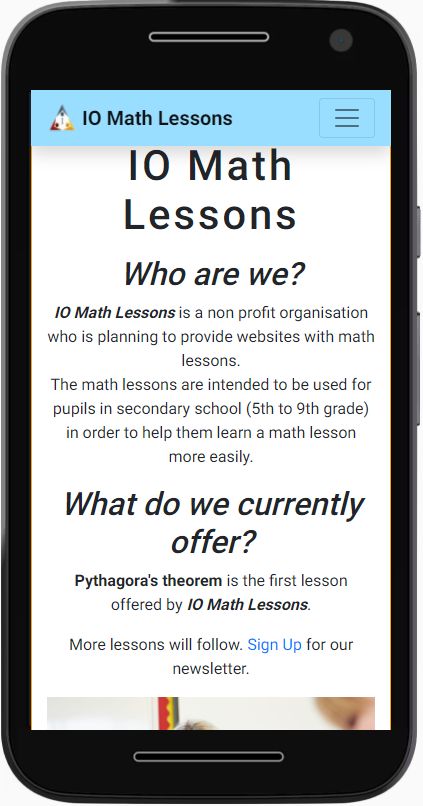 IO Math Lessons
IO Math
Lessons
Who are we?
IO Math Lessons is a non profit organisation
who is planning to provide websites with math
lessons.
The math lessons are intended to be used for
pupils in secondary school (5th to 9th grade)
in order to help them learn a math lesson
more easily.
What do we currently
offer?
Pythagora's theorem is the first lesson
offered by IO Math Lessons.
More lessons will follow. Sign Up for our
newsletter.